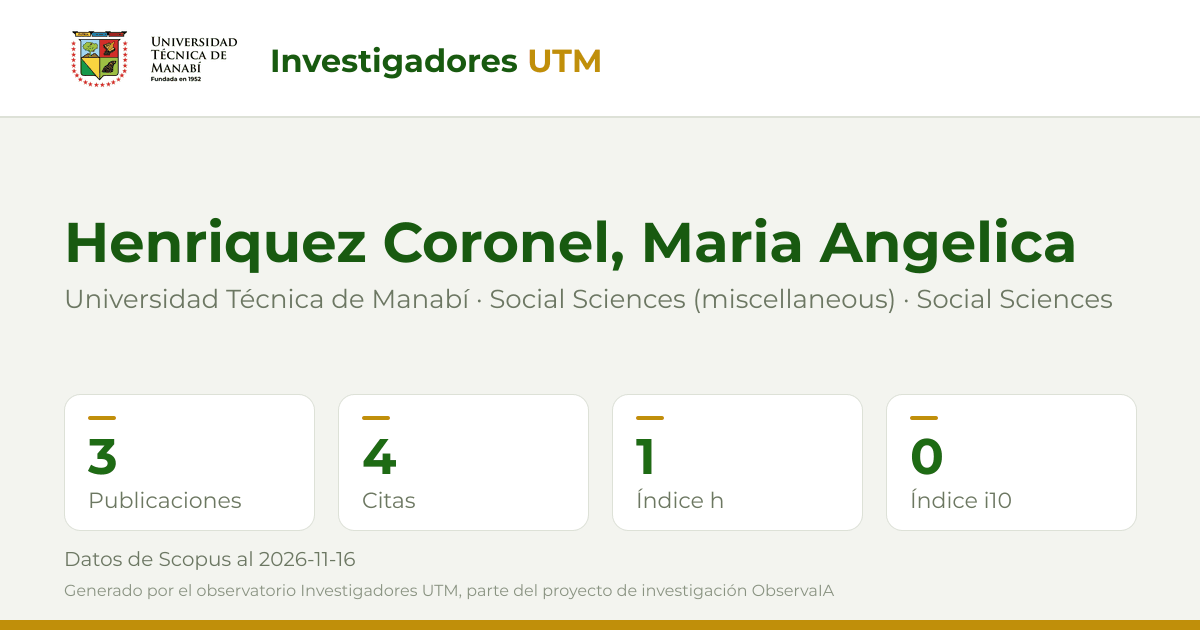 UNIVERSIDAD
TÉCNICA DE
MANABÍ
Fundada en 1952
Investigadores UTM
Henriquez Coronel, Maria Angelica
Universidad Técnica de Manabí · Social Sciences (miscellaneous) · Social Sciences
3
Publicaciones
4
Citas
1
Índice h
0
Índice i10
Datos de Scopus al 2026-11-16
Generado por el observatorio Investigadores UTM, parte del proyecto de investigación ObservaIA